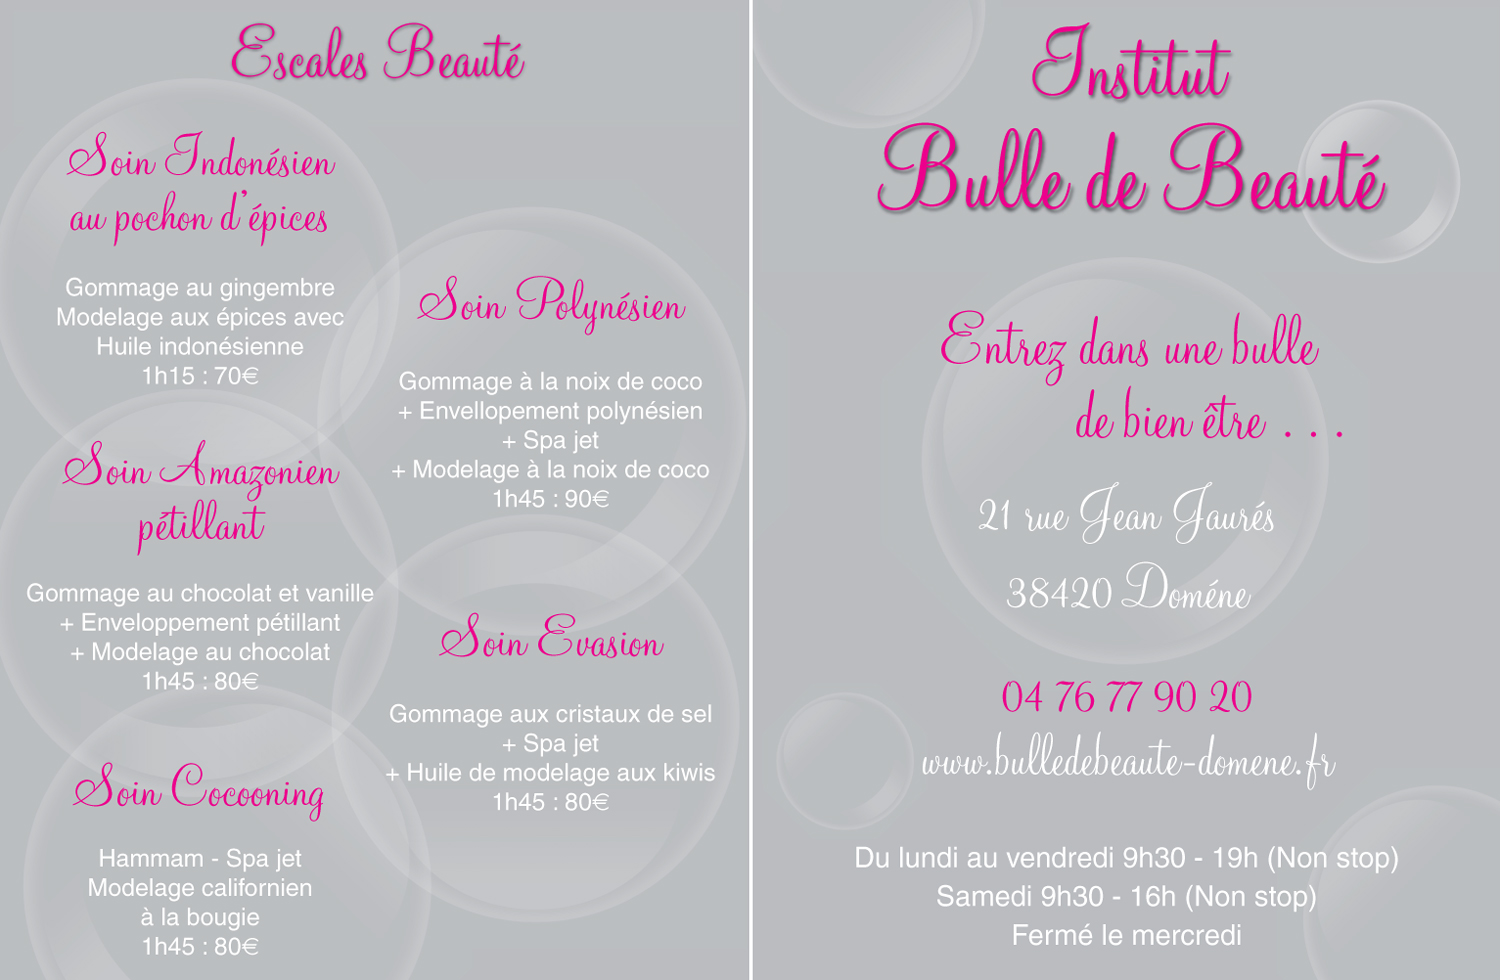 Escales Beauté
Soin Indonésien
au pochon d'épices
Gommage au gingembre
Modelage aux épices avec
Huile indonésienne
1h15 : 70€
Soin Amazonien
pétillant
Gommage au chocolat et vanille
+ Enveloppement pétillant
+ Modelage au chocolat
1h45 : 80€
Soin Cocooning
Hammam - Spa jet
Modelage californien
à la bougie
1h45 : 80€
Soin Polynésien
Gommage à la noix de coco
+ Envellopement polynésien
+ Spa jet
+ Modelage à la noix de coco
1h45 : 90€
Soin Evasion
Gommage aux cristaux de sel
+ Spa jet
+ Huile de modelage aux kiwis
1h45 : 80€
Institut
Bulle de Beauté
Entrez dans une bulle
de bien être . . .
21 rue Jean Jaurés
38420 Doméne
04 76 77 90 20
www.bulledebeaute-domene.fr
Du lundi au vendredi 9h30 - 19h (Non stop)
Samedi 9h30 - 16h (Non stop)
Fermé le mercredi